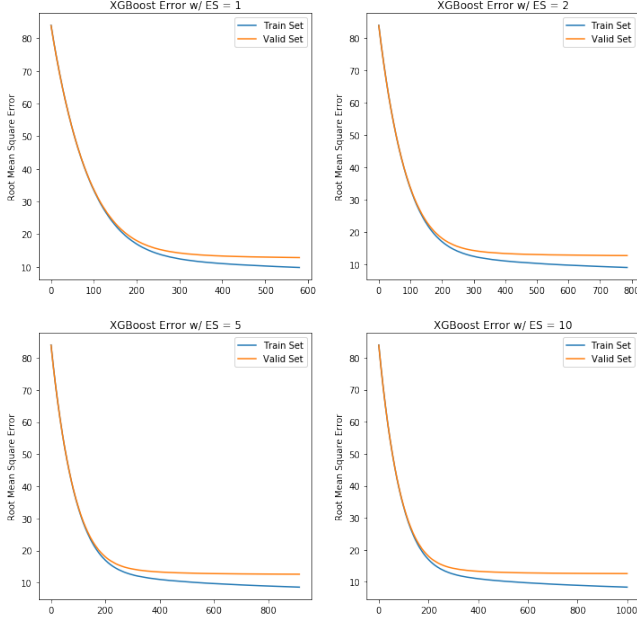 XGBoost Error w/ ES = 1
Train Set
Valid Set
Root Mean Square Error
80
70
60
50
40
30
20
10
0 100 200 300 400 500 600
XGBoost Error w/ ES = 2
Train Set
Valid Set
Root Mean Square Error
80
70
60
50
40
30
20
10
0 100 200 300 400 500 600 700 800
XGBoost Error w/ ES = 5
Train Set
Valid Set
Root Mean Square Error
80
70
60
50
40
30
20
10
0 200 400 600 800
XGBoost Error w/ ES = 10
Train Set
Valid Set
Root Mean Square Error
80
70
60
50
40
30
20
10
0 200 400 600 800 1000